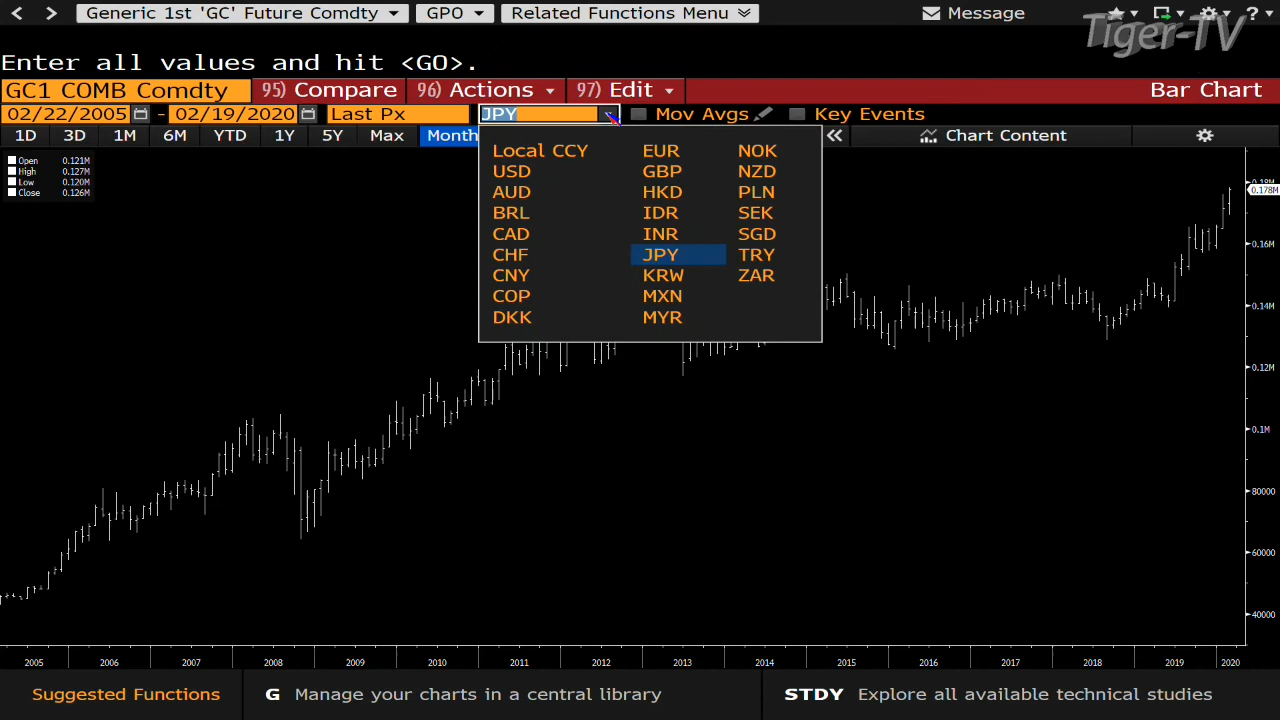 Generic 1st 'GC' Future Comdty GPO Related Functions Menu Message ?
Tiger-TV
Enter all values and hit <GO>.
GC1 COMB Comdty 95) Compare 96) Actions 97) Edit Bar Chart
02/22/2005 - 02/19/2020 Last Px JPY Mov Avgs Key Events
1D 3D 1M 6M YTD 1Y 5Y Max Month Chart Content
Local CCY EUR NOK
USD GBP NZD
AUD HKD PLN
BRL IDR SEK
CAD INR SGD
CHF JPY TRY
CNY KRW ZAR
COP MXN
DKK MYR
Open 0.121M
High 0.127M
Low 0.120M
Close 0.126M
0.18M
0.178M
0.16M
0.14M
0.12M
0.1M
80000
60000
40000
2005 2006 2007 2008 2009 2010 2011 2012 2013 2014 2015 2016 2017 2018 2019 2020
Suggested Functions G Manage your charts in a central library STDY Explore all available technical studies